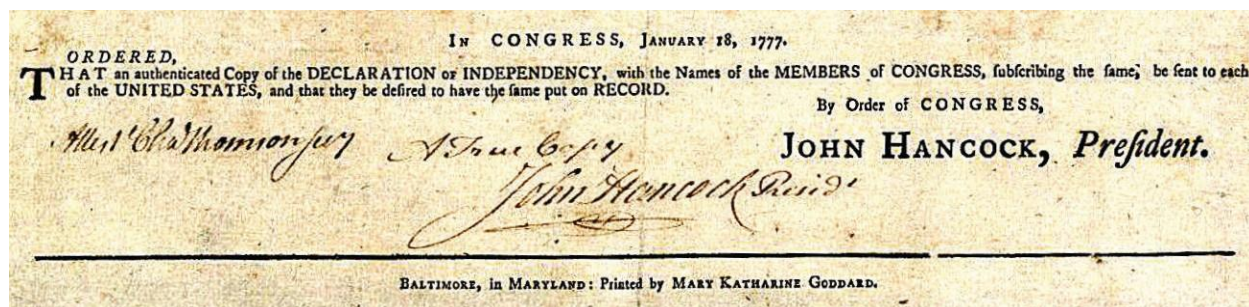 IN CONGRESS, JANUARY 18, 1777.
ORDERED,
THAT an authenticated Copy of the DECLARATION OF INDEPENDENCY, with the Names of the MEMBERS of CONGRESS, ſubſcribing the ſame, be ſent to each
of the UNITED STATES, and that they be deſired to have the ſame put on RECORD.
By Order of CONGRESS,
JOHN HANCOCK, Preſident.
Attest Cha Thomson secy
A True Copy
John Hancock Presidt
BALTIMORE, in MARYLAND: Printed by MARY KATHARINE GODDARD.